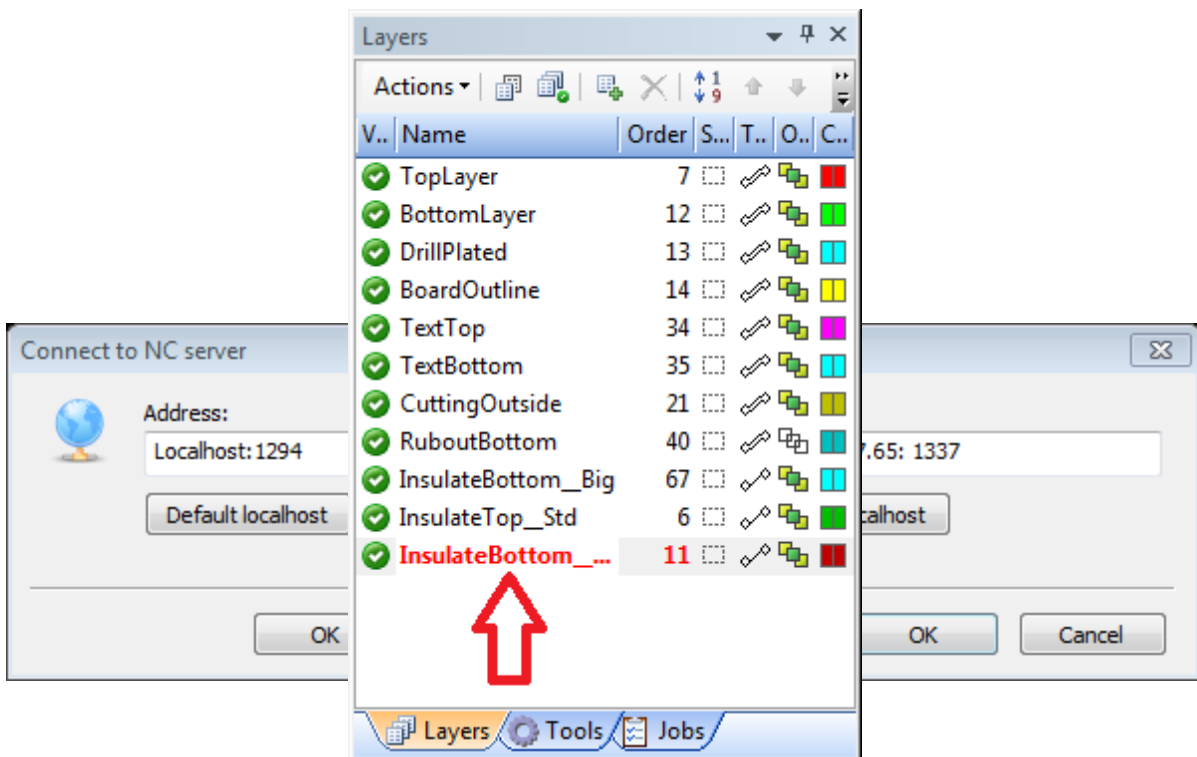 Layers
Actions
V.. Name Order S... T.. O.. C..
TopLayer 7
BottomLayer 12
DrillPlated 13
BoardOutline 14
TextTop 34
TextBottom 35
CuttingOutside 21
RuboutBottom 40
InsulateBottom__Big 67
InsulateTop__Std 6
InsulateBottom__... 11
Layers Tools Jobs
Connect to NC server
Address:
Localhost:1294
Default localhost
OK
.65: 1337
calhost
OK Cancel